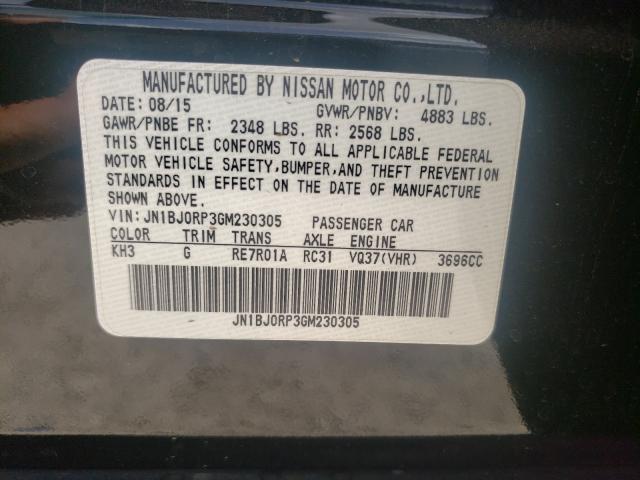 MANUFACTURED BY NISSAN MOTOR CO.,LTD.
DATE: 08/15 GVWR/PNBV: 4883 LBS.
GAWR/PNBE FR: 2348 LBS. RR: 2568 LBS.
THIS VEHICLE CONFORMS TO ALL APPLICABLE FEDERAL
MOTOR VEHICLE SAFETY,BUMPER,AND THEFT PREVENTION
STANDARDS IN EFFECT ON THE DATE OF MANUFACTURE
SHOWN ABOVE.
VIN:JN1BJ0RP3GM230305 PASSENGER CAR
COLOR TRIM TRANS AXLE ENGINE
KH3 G RE7R01A RC31 VQ37(VHR) 3696CC
JN1BJ0RP3GM230305